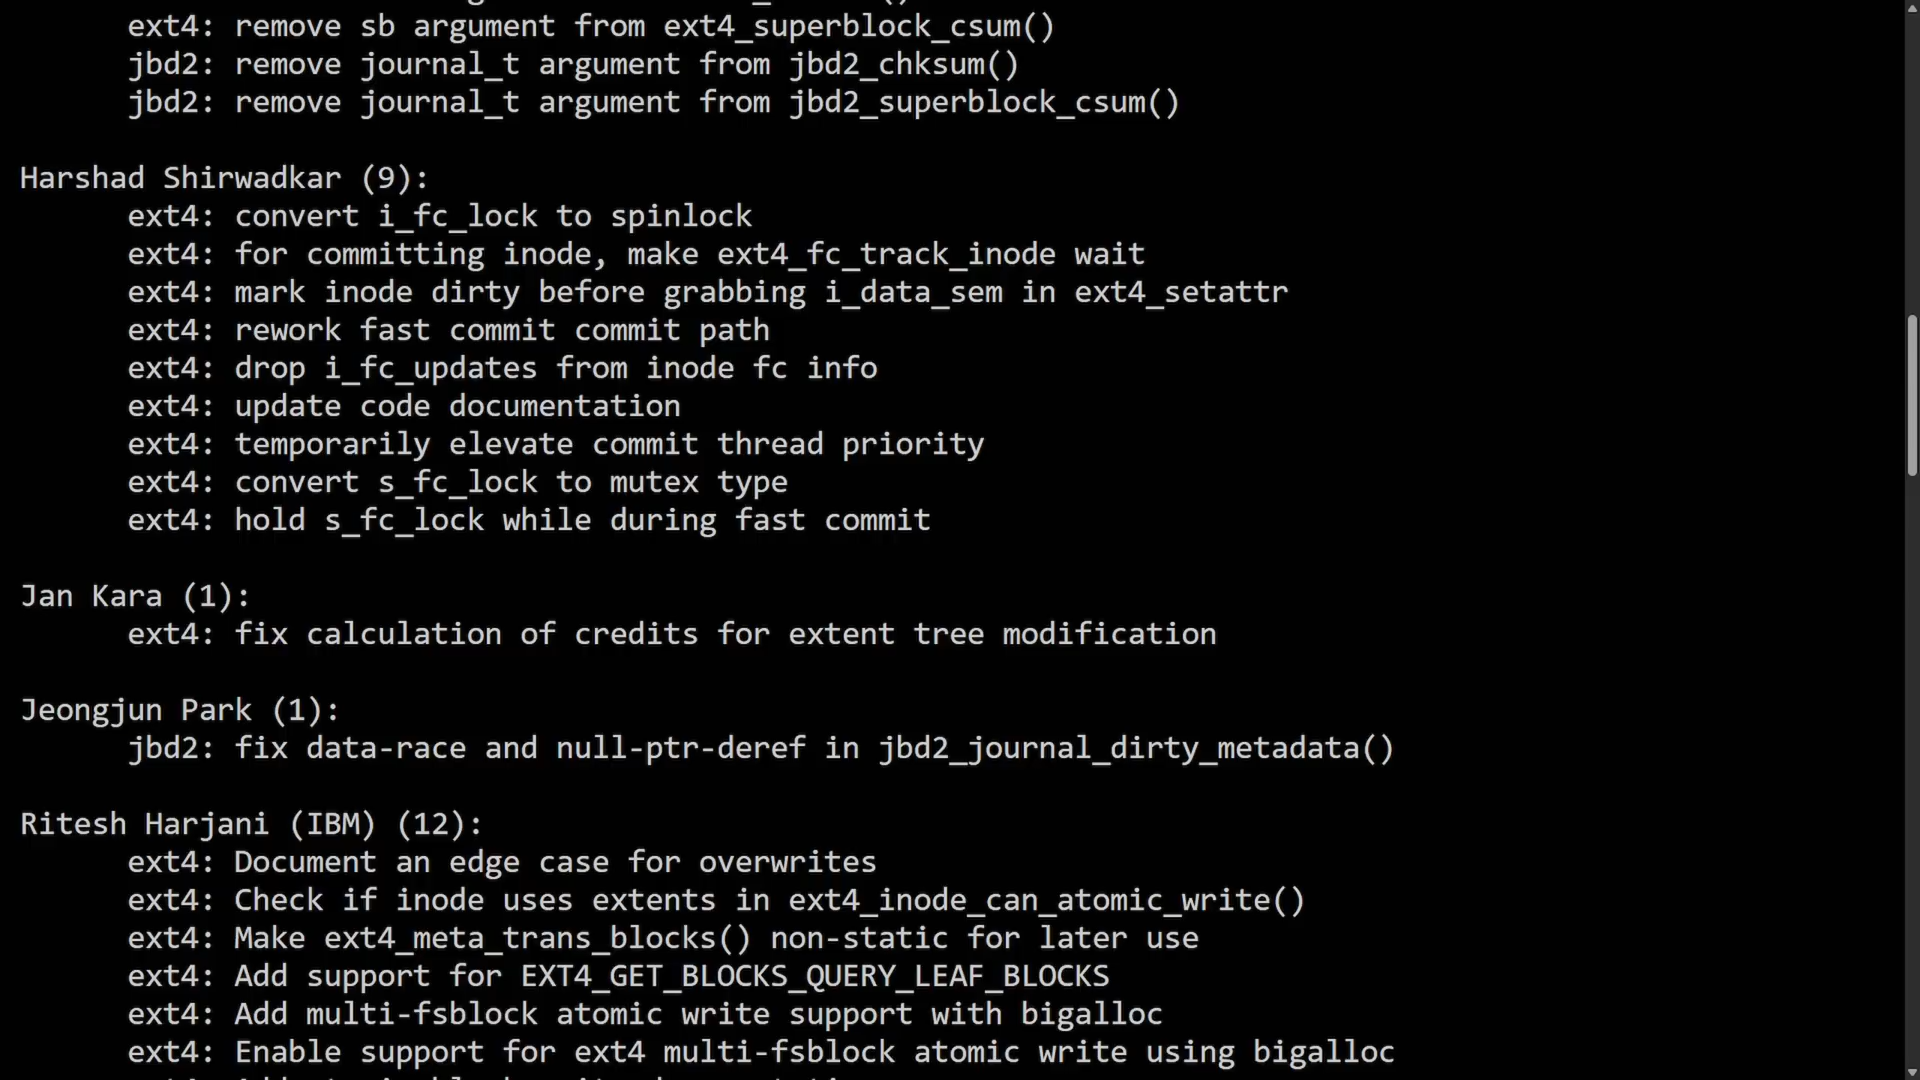 ext4: remove sb argument from ext4_superblock_csum()
jbd2: remove journal_t argument from jbd2_chksum()
jbd2: remove journal_t argument from jbd2_superblock_csum()
Harshad Shirwadkar (9):
ext4: convert i_fc_lock to spinlock
ext4: for committing inode, make ext4_fc_track_inode wait
ext4: mark inode dirty before grabbing i_data_sem in ext4_setattr
ext4: rework fast commit commit path
ext4: drop i_fc_updates from inode fc info
ext4: update code documentation
ext4: temporarily elevate commit thread priority
ext4: convert s_fc_lock to mutex type
ext4: hold s_fc_lock while during fast commit
Jan Kara (1):
ext4: fix calculation of credits for extent tree modification
Jeongjun Park (1):
jbd2: fix data-race and null-ptr-deref in jbd2_journal_dirty_metadata()
Ritesh Harjani (IBM) (12):
ext4: Document an edge case for overwrites
ext4: Check if inode uses extents in ext4_inode_can_atomic_write()
ext4: Make ext4_meta_trans_blocks() non-static for later use
ext4: Add support for EXT4_GET_BLOCKS_QUERY_LEAF_BLOCKS
ext4: Add multi-fsblock atomic write support with bigalloc
ext4: Enable support for ext4 multi-fsblock atomic write using bigalloc